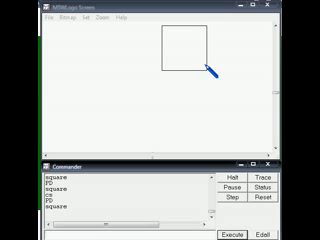 MSWLogo Screen
File Bitmap Set Zoom Help
Commander
square
PD
square
cs
PD
square
Halt Trace
Pause Status
Step Reset
Execute Edall